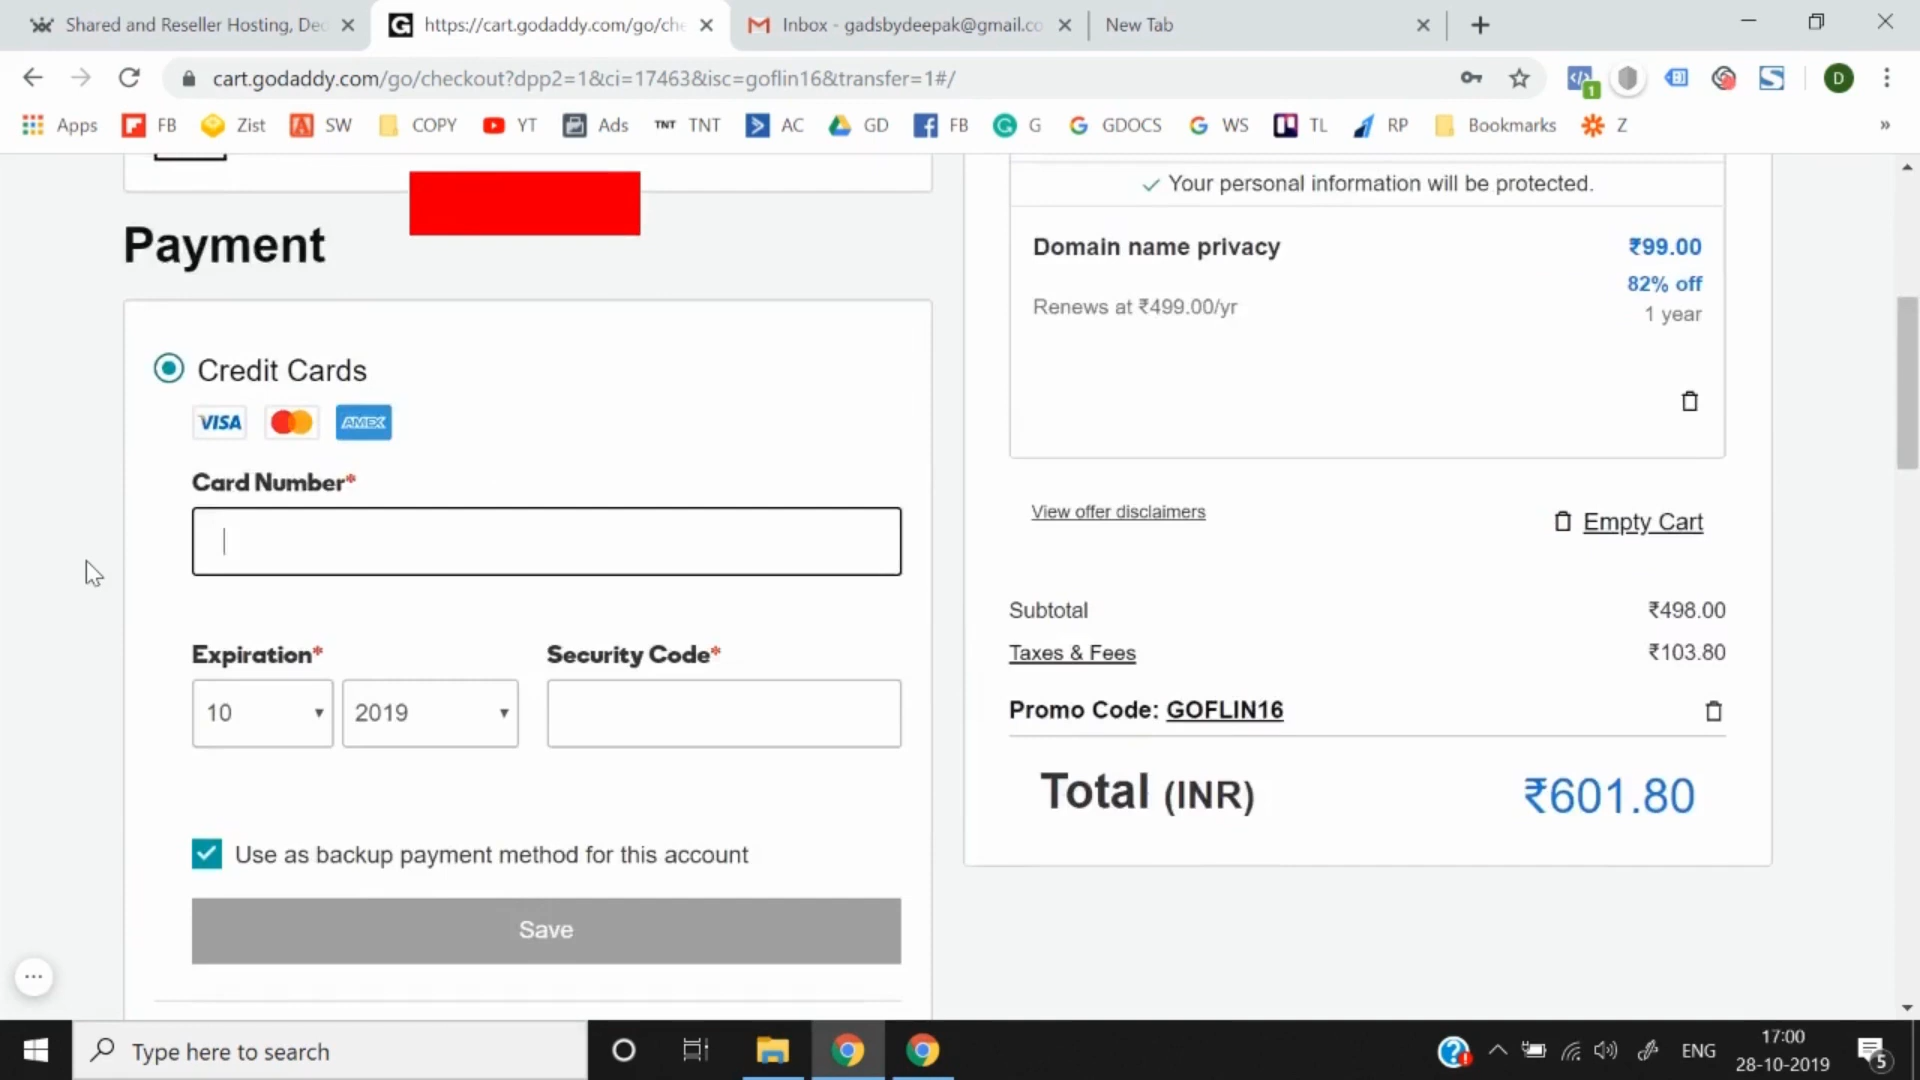 Shared and Reseller Hosting, Dec
https://cart.godaddy.com/go/che
Inbox - gadsbydeepak@gmail.co
New Tab
cart.godaddy.com/go/checkout?dpp2=1&ci=17463&isc=goflin16&transfer=1#/
1
D
Apps
FB
Zist
SW
COPY
YT
Ads
TNT TNT
AC
GD
FB
G
GDOCS
WS
TL
RP
Bookmarks
Z
»
Payment
Credit Cards
VISA
AMEX
Card Number*
Expiration*
Security Code*
10
2019
Use as backup payment method for this account
Save
Your personal information will be protected.
Domain name privacy
₹99.00
82% off
Renews at ₹499.00/yr
1 year
View offer disclaimers
Empty Cart
Subtotal
₹498.00
Taxes & Fees
₹103.80
Promo Code: GOFLIN16
Total (INR)
₹601.80
Type here to search
ENG
17:00
28-10-2019
5